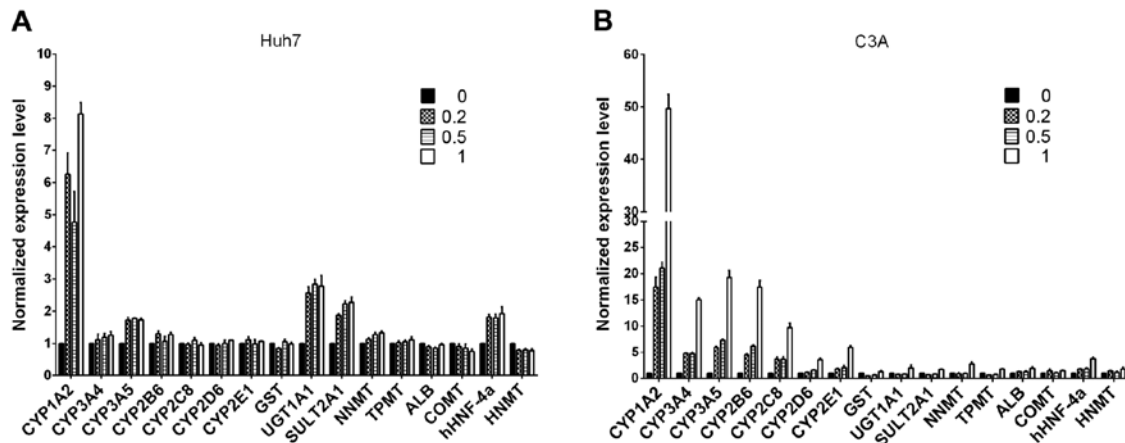 A
Huh7
Normalized expression level
10
9
8
7
6
5
4
3
2
1
0
0
0.2
0.5
1
CYP1A2
CYP3A4
CYP3A5
CYP2B6
CYP2C8
CYP2D6
CYP2E1
GST
UGT1A1
SULT2A1
NNMT
TPMT
ALB
COMT
hHNF-4a
HNMT
B
C3A
Normalized expression level
60
50
40
30
30
25
20
15
10
5
0
0
0.2
0.5
1
CYP1A2
CYP3A4
CYP3A5
CYP2B6
CYP2C8
CYP2D6
CYP2E1
GST
UGT1A1
SULT2A1
NNMT
TPMT
ALB
COMT
hHNF-4a
HNMT